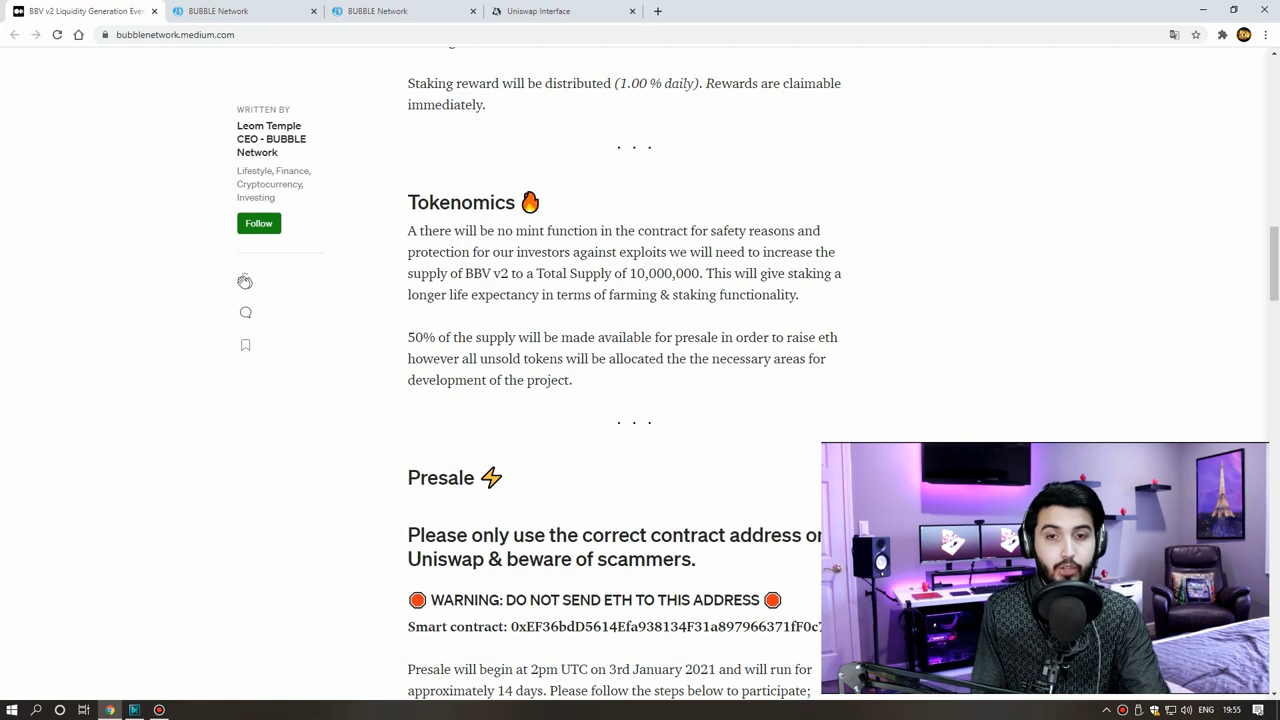 BBV v2 Liquidity Generation Even
BUBBLE Network
BUBBLE Network
Uniswap Interface
bubblenetwork.medium.com
Staking reward will be distributed (1.00 % daily). Rewards are claimable
immediately.
WRITTEN BY
Leom Temple
CEO - BUBBLE
Network
Lifestyle, Finance,
Cryptocurrency,
Investing
Follow
Tokenomics 🔥
A there will be no mint function in the contract for safety reasons and
protection for our investors against exploits we will need to increase the
supply of BBV v2 to a Total Supply of 10,000,000. This will give staking a
longer life expectancy in terms of farming & staking functionality.
50% of the supply will be made available for presale in order to raise eth
however all unsold tokens will be allocated the the necessary areas for
development of the project.
Presale ⚡
Please only use the correct contract address on
Uniswap & beware of scammers.
🛑 WARNING: DO NOT SEND ETH TO THIS ADDRESS 🛑
Smart contract: 0xEF36bdD5614Efa938134F31a897966371fF0c7
Presale will begin at 2pm UTC on 3rd January 2021 and will run for
approximately 14 days. Please follow the steps below to participate;
ENG
19:55